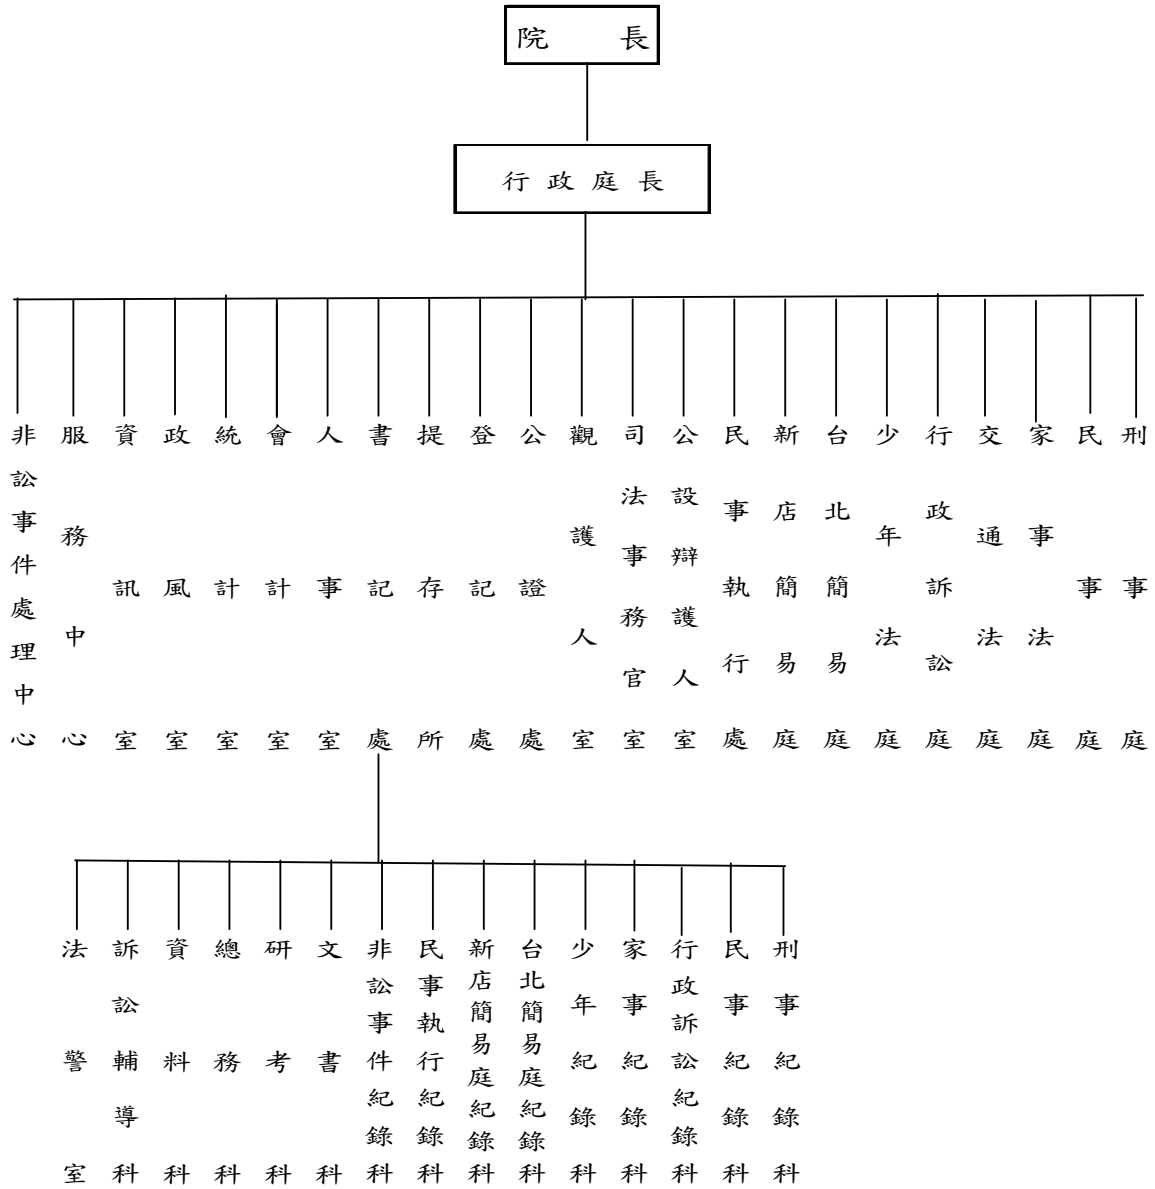 院長
行政庭長
刑事庭
民事庭
家事法庭
交通法庭
行政訴訟庭
少年法庭
台北簡易庭
新店簡易庭
民事執行處
公設辯護人室
司法事務官室
觀護人室
公證處
登記處
提存所
書記處
人事室
會計室
統計室
政風室
資訊室
服務中心
非訟事件處理中心
刑事紀錄科
民事紀錄科
行政訴訟紀錄科
家事紀錄科
少年紀錄科
台北簡易庭紀錄科
新店簡易庭紀錄科
民事執行紀錄科
非訟事件紀錄科
文書科
研考科
總務科
資料科
訴訟輔導科
法警室